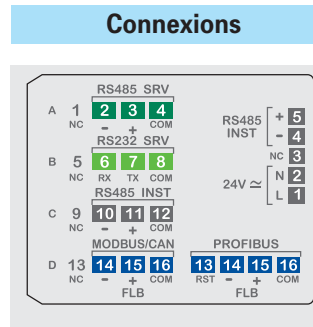 Connexions
RS485 SRV
A 1 2 3 4
NC - + COM
RS232 SRV
B 5 6 7 8
NC RX TX COM
RS485 INST
C 9 10 11 12
NC - + COM
MODBUS/CAN
D 13 14 15 16
NC - + COM
FLB
RS485 INST + 5
- 4
NC 3
24V ≃ N 2
L 1
PROFIBUS
13 14 15 16
RST - + COM
FLB